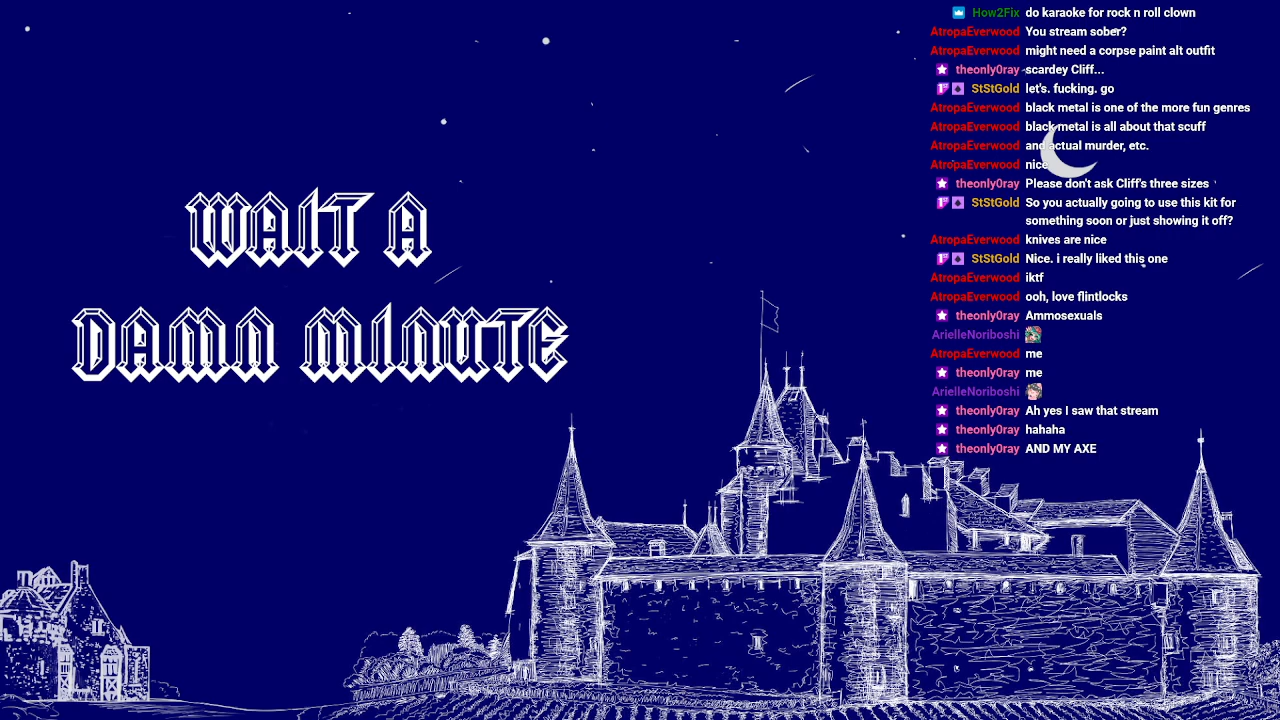 WAIT A
DAMN MINUTE
How2Fix do karaoke for rock n roll clown
AtropaEverwood You stream sober?
AtropaEverwood might need a corpse paint alt outfit
theonly0ray scardey Cliff...
StStGold let's. fucking. go
AtropaEverwood black metal is one of the more fun genres
AtropaEverwood black metal is all about that scuff
AtropaEverwood and actual murder, etc.
AtropaEverwood nice
theonly0ray Please don't ask Cliff's three sizes
StStGold So you actually going to use this kit for
something soon or just showing it off?
AtropaEverwood knives are nice
StStGold Nice. i really liked this one
AtropaEverwood iktf
AtropaEverwood ooh, love flintlocks
theonly0ray Ammosexuals
ArielleNoriboshi
AtropaEverwood me
theonly0ray me
ArielleNoriboshi
theonly0ray Ah yes I saw that stream
theonly0ray hahaha
theonly0ray AND MY AXE